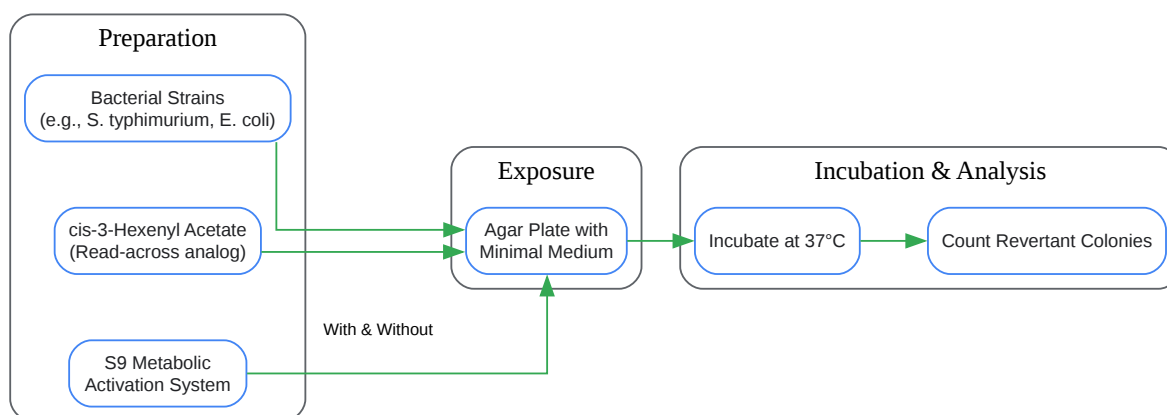 Preparation
Bacterial Strains
(e.g., S. typhimurium, E. coli)
cis-3-Hexenyl Acetate
(Read-across analog)
S9 Metabolic
Activation System
With & Without
Exposure
Agar Plate with
Minimal Medium
Incubation & Analysis
Incubate at 37°C
Count Revertant Colonies